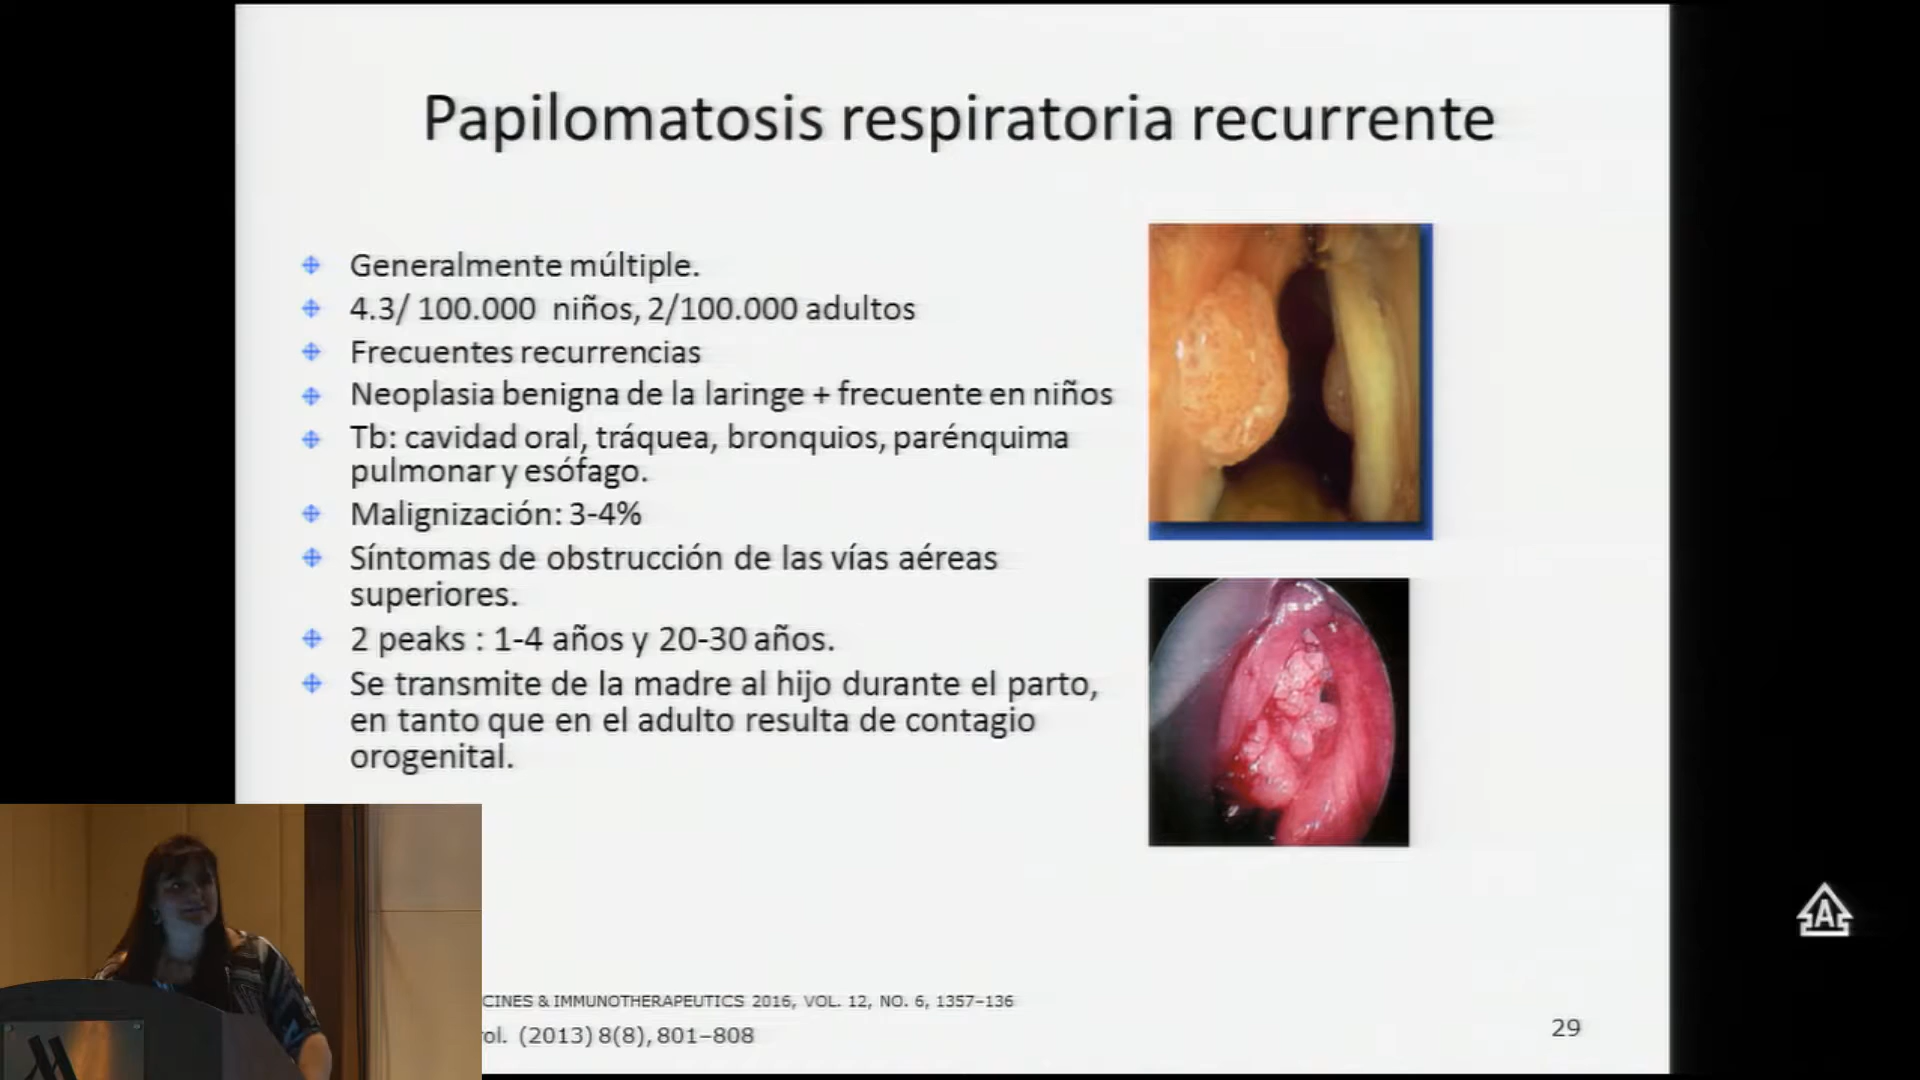 Papilomatosis respiratoria recurrente
Generalmente múltiple.
4.3/ 100.000 niños, 2/100.000 adultos
Frecuentes recurrencias
Neoplasia benigna de la laringe + frecuente en niños
Tb: cavidad oral, tráquea, bronquios, parénquima
pulmonar y esófago.
Malignización: 3-4%
Síntomas de obstrucción de las vías aéreas
superiores.
2 peaks : 1-4 años y 20-30 años.
Se transmite de la madre al hijo durante el parto,
en tanto que en el adulto resulta de contagio
orogenital.
CINES & IMMUNOTHERAPEUTICS 2016, VOL. 12, NO. 6, 1357–136
ol. (2013) 8(8), 801–808
29
A